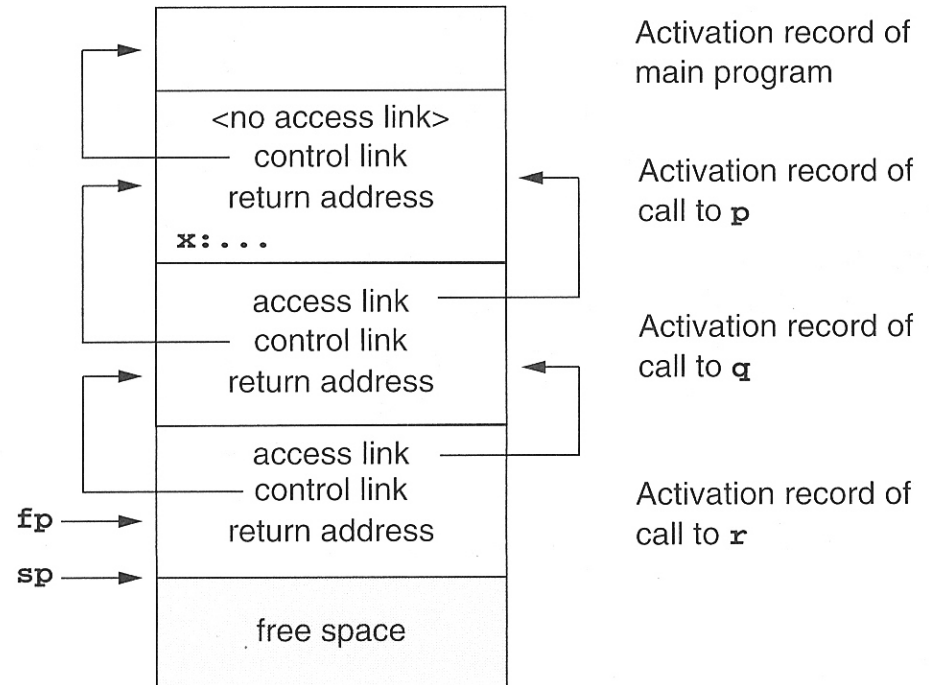 Activation record of
main program
<no access link>
control link
return address
x:...
Activation record of
call to p
access link
control link
return address
Activation record of
call to q
access link
control link
return address
Activation record of
call to r
fp
sp
free space